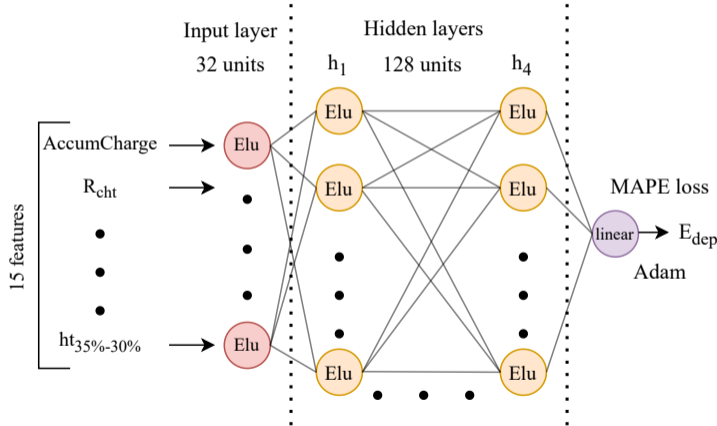 Input layer
32 units
Hidden layers
h1 128 units h4
15 features
AccumCharge
Rcht
ht35%-30%
Elu
Elu
Elu
Elu
Elu
Elu
Elu
Elu
MAPE loss
linear
Edep
Adam